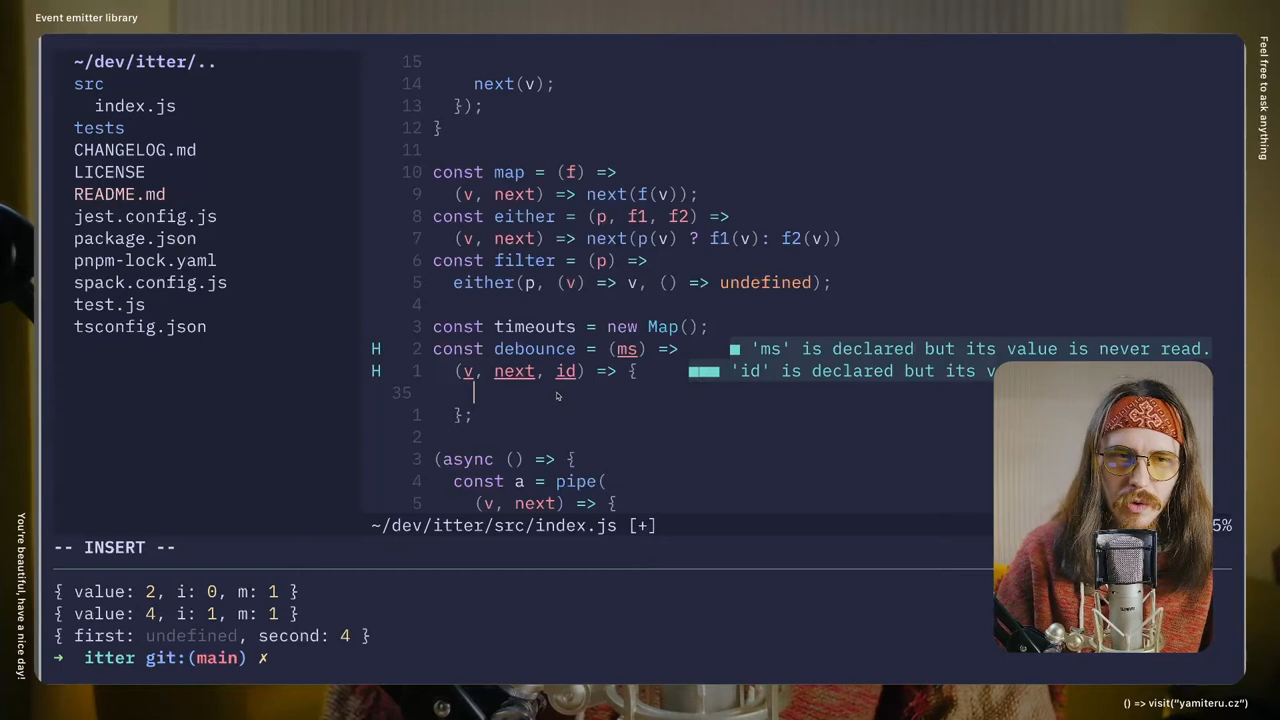 Event emitter library
Feel free to ask anything
~/dev/itter/..
src
index.js
tests
CHANGELOG.md
LICENSE
README.md
jest.config.js
package.json
pnpm-lock.yaml
spack.config.js
test.js
tsconfig.json
15
14 next(v);
13 });
12 }
11
10 const map = (f) =>
9 (v, next) => next(f(v));
8 const either = (p, f1, f2) =>
7 (v, next) => next(p(v) ? f1(v): f2(v))
6 const filter = (p) =>
5 either(p, (v) => v, () => undefined);
4
3 const timeouts = new Map();
H 2 const debounce = (ms) => ■ 'ms' is declared but its value is never read.
H 1 (v, next, id) => { ■■■ 'id' is declared but its
35
1 };
2
3 (async () => {
4 const a = pipe(
5 (v, next) => {
~/dev/itter/src/index.js [+]
5%
-- INSERT --
{ value: 2, i: 0, m: 1 }
{ value: 4, i: 1, m: 1 }
{ first: undefined, second: 4 }
➜ itter git:(main) ✗
You're beautiful, have a nice day!
() => visit("yamiteru.cz")